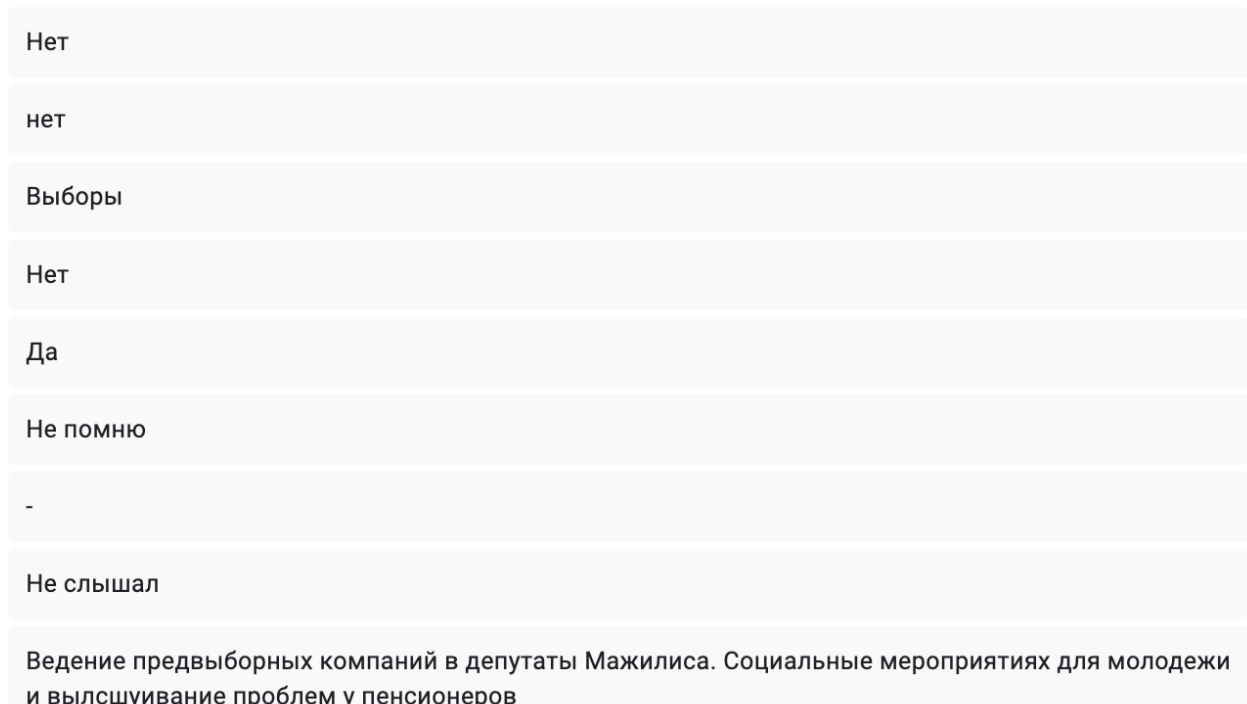 Нет
нет
Выборы
Нет
Да
Не помню
-
Не слышал
Ведение предвыборных компаний в депутаты Мажилиса. Социальные мероприятиях для молодежи
и вылсшуивание проблем у пенсионеров